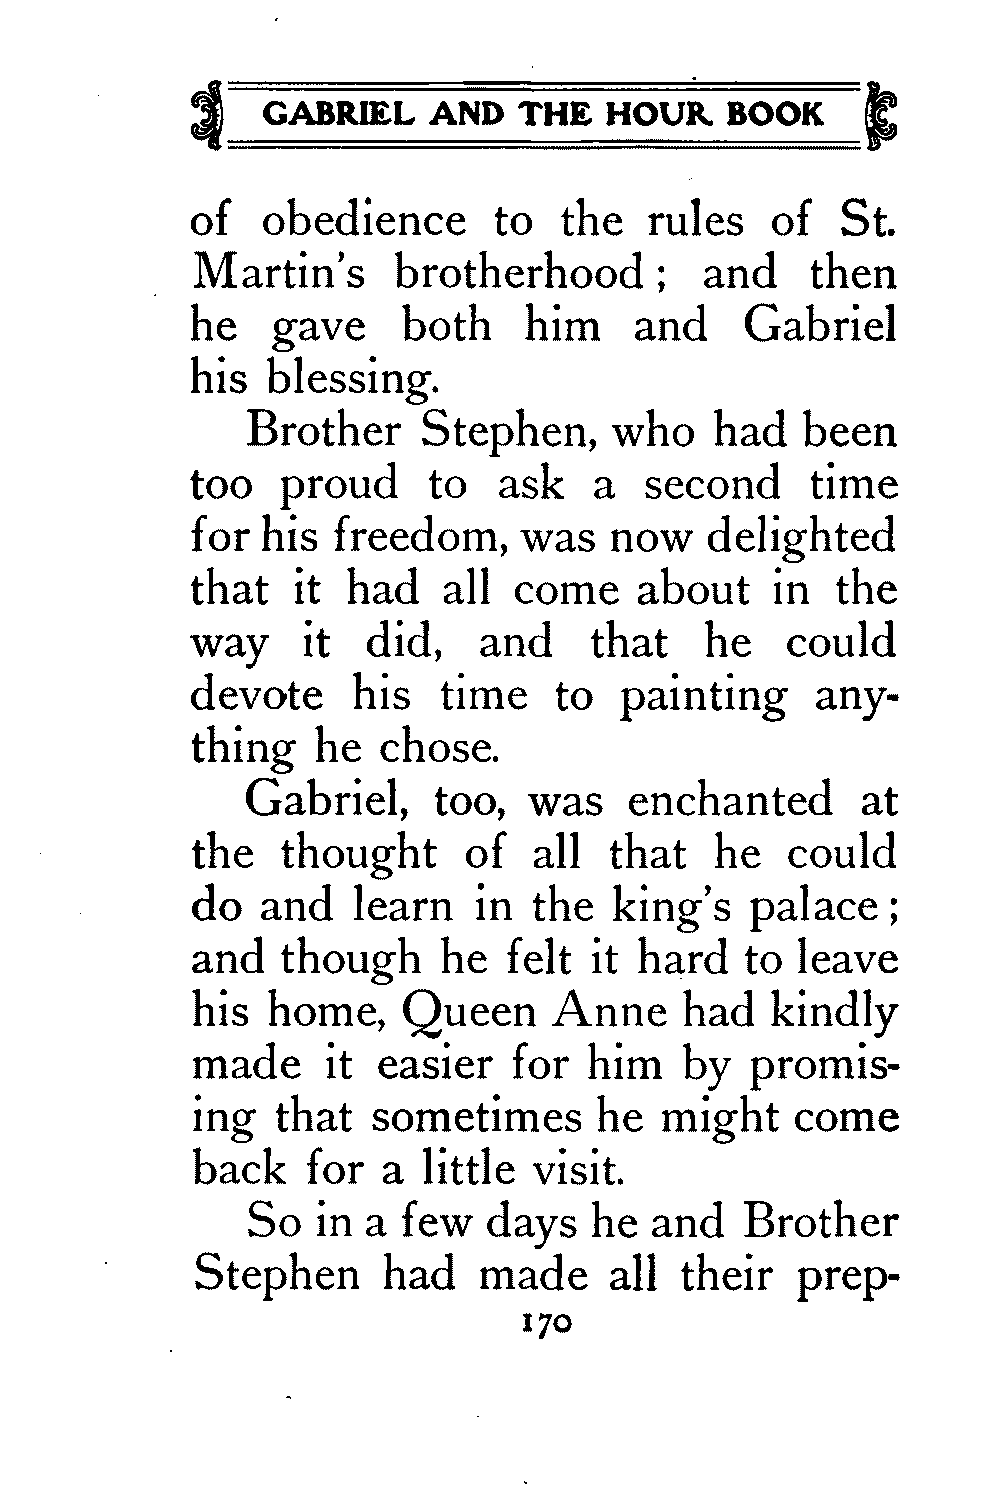 GABRIEL AND THE HOUR BOOK
of obedience to the rules of St.
Martin's brotherhood; and then
he gave both him and Gabriel
his blessing.
Brother Stephen, who had been
too proud to ask a second time
for his freedom, was now delighted
that it had all come about in the
way it did, and that he could
devote his time to painting any-
thing he chose.
Gabriel, too, was enchanted at
the thought of all that he could
do and learn in the king's palace;
and though he felt it hard to leave
his home, Queen Anne had kindly
made it easier for him by promis-
ing that sometimes he might come
back for a little visit.
So in a few days he and Brother
Stephen had made all their prep-
170